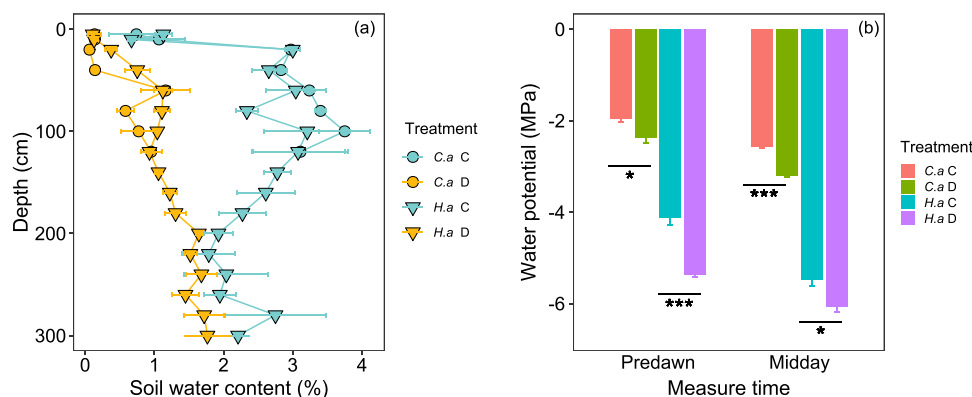 (a)
Depth (cm)
0
100
200
300
0 1 2 3 4
Soil water content (%)
Treatment
C.a C
C.a D
H.a C
H.a D
(b)
Water potential (MPa)
0
-2
-4
-6
*
***
***
*
Predawn Midday
Measure time
Treatment
C.a C
C.a D
H.a C
H.a D